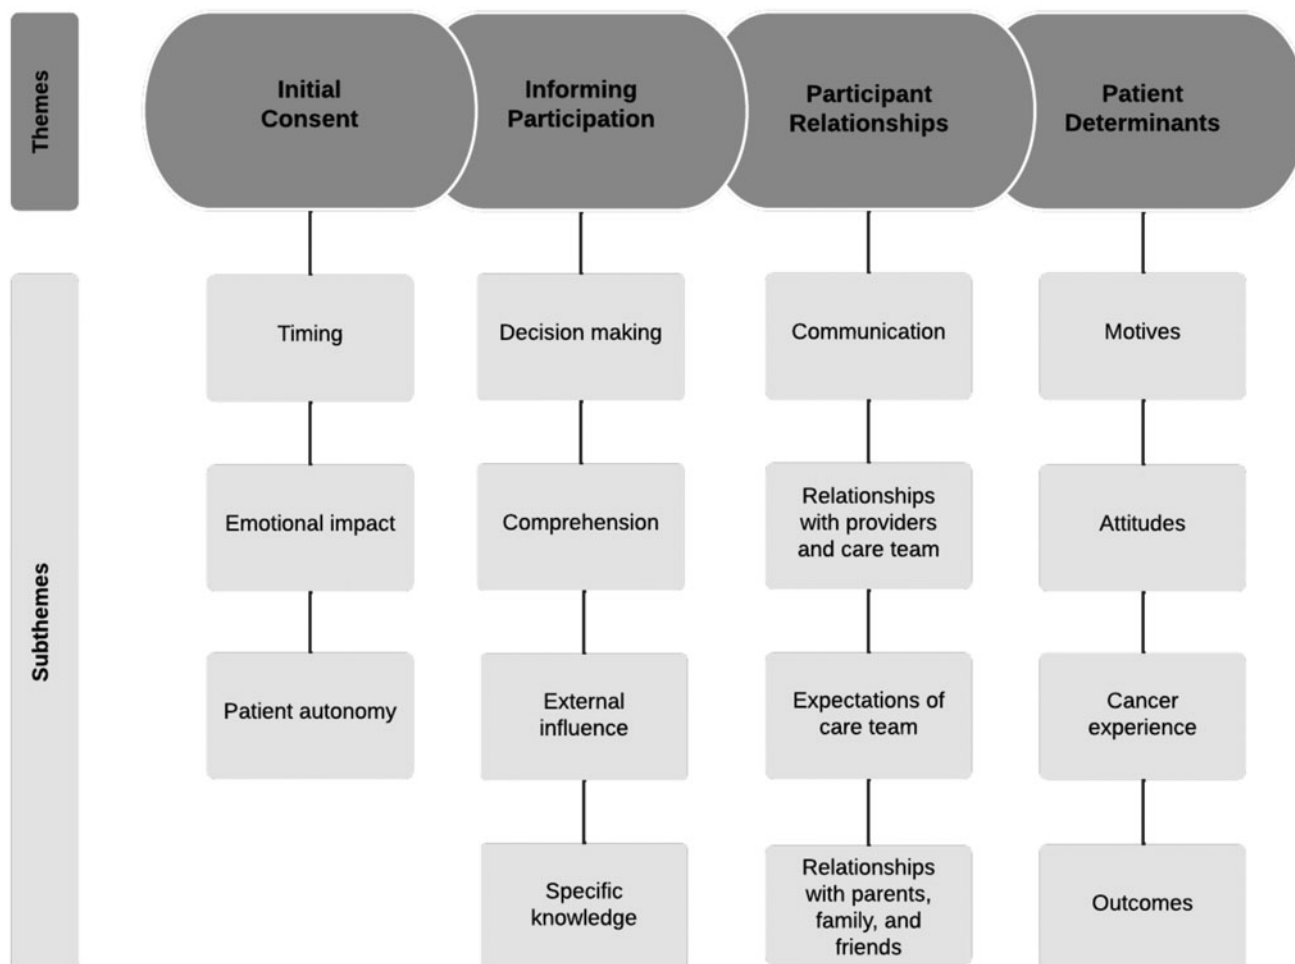 Themes
Initial
Consent
Informing
Participation
Participant
Relationships
Patient
Determinants
Subthemes
Timing
Decision making
Communication
Motives
Emotional impact
Comprehension
Relationships
with providers
and care team
Attitudes
Patient autonomy
External
influence
Expectations of
care team
Cancer
experience
Specific
knowledge
Relationships
with parents,
family, and
friends
Outcomes